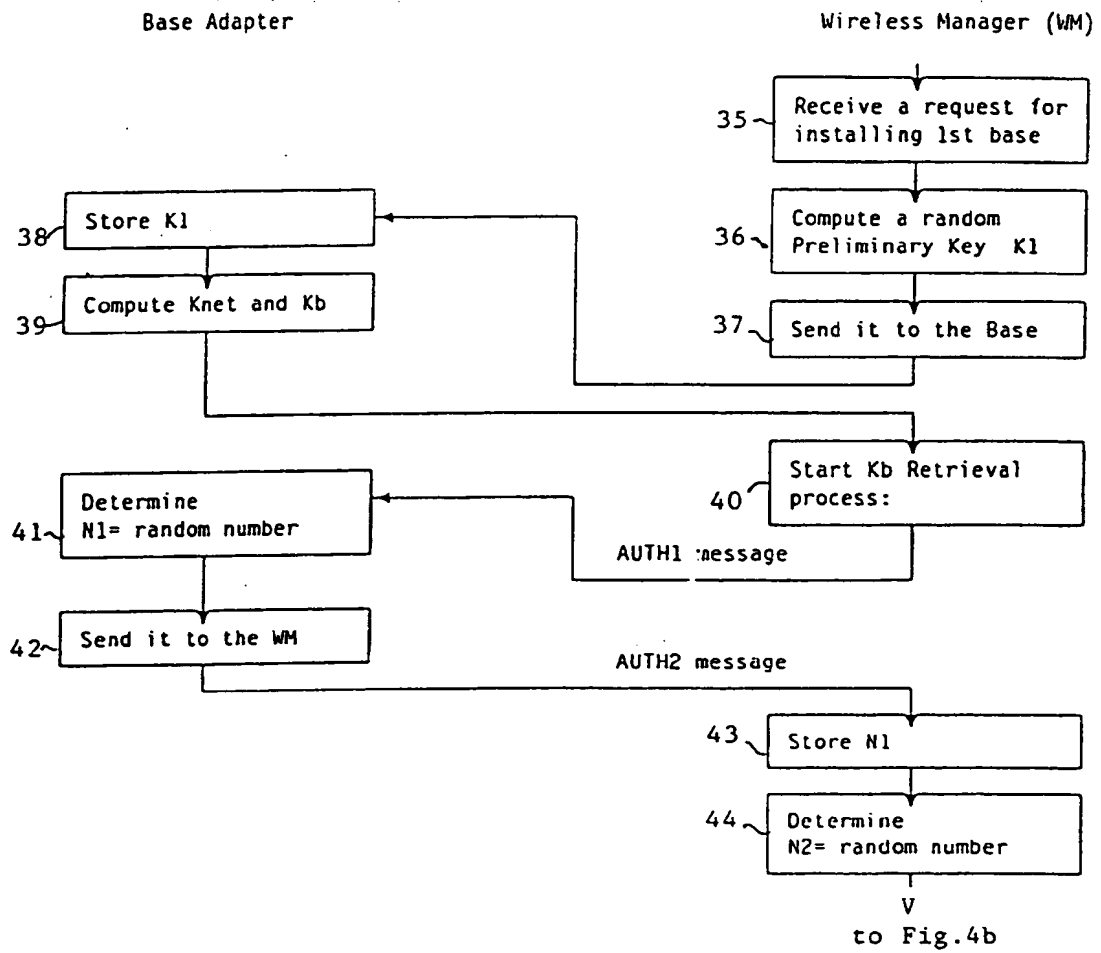 Base Adapter
Wireless Manager (WM)
35
Receive a request for
installing 1st base
38
Store K1
36
Compute a random
Preliminary Key K1
39
Compute Knet and Kb
37
Send it to the Base
40
Start Kb Retrieval
process:
41
Determine
N1= random number
AUTH1 message
42
Send it to the WM
AUTH2 message
43
Store N1
44
Determine
N2= random number
V
to Fig.4b